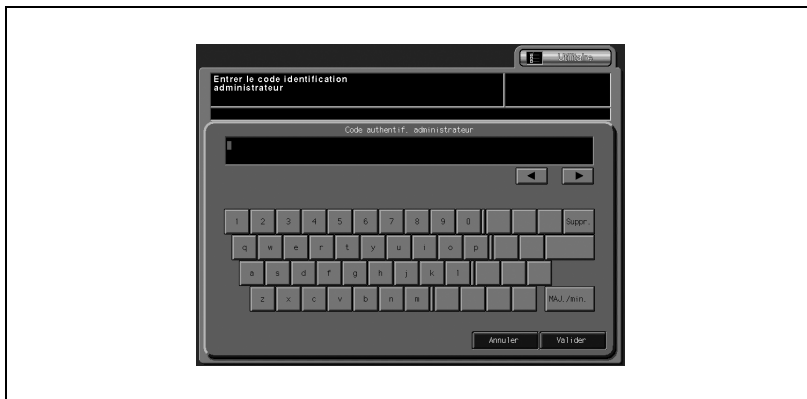 Utilitaire
Entrer le code identification
administrateur
Code authentif. administrateur
1 2 3 4 5 6 7 8 9 0 Suppr.
q w e r t y u i o p
a s d f g h j k l
z x c v b n m MAJ./min.
Annuler Valider